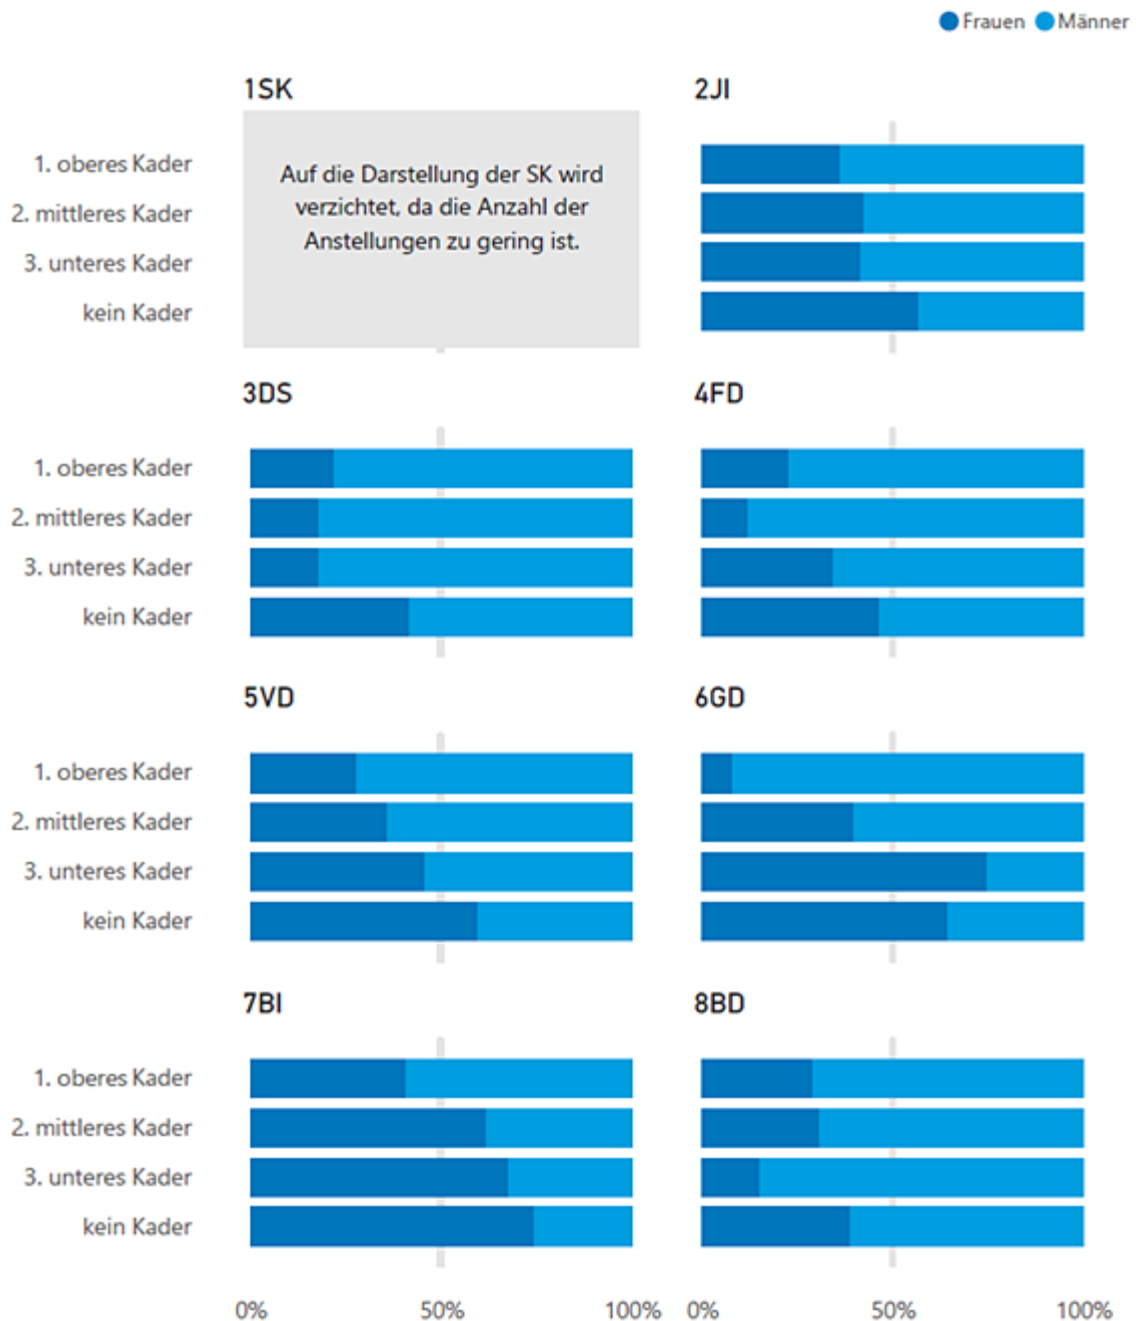 Frauen Männer
1SK 2JI
1. oberes Kader
2. mittleres Kader
3. unteres Kader
kein Kader
Auf die Darstellung der SK wird
verzichtet, da die Anzahl der
Anstellungen zu gering ist.
3DS 4FD
1. oberes Kader
2. mittleres Kader
3. unteres Kader
kein Kader
5VD 6GD
1. oberes Kader
2. mittleres Kader
3. unteres Kader
kein Kader
7BI 8BD
1. oberes Kader
2. mittleres Kader
3. unteres Kader
kein Kader
0% 50% 100% 0% 50% 100%